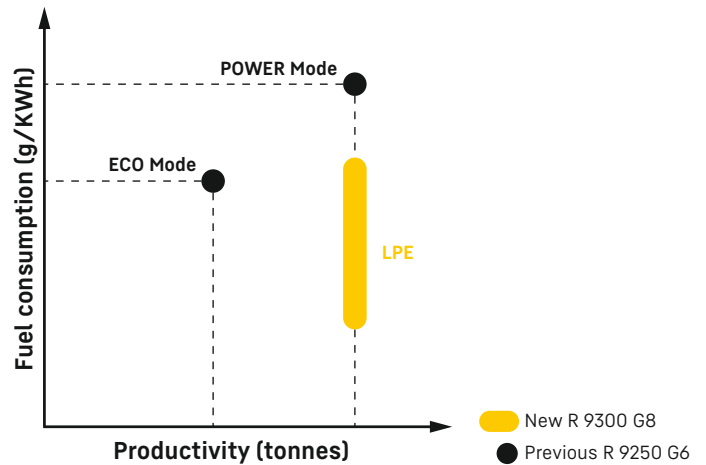 POWER Mode
ECO Mode
Fuel consumption (g/KWh)
LPE
Productivity (tonnes)
New R 9300 G8
Previous R 9250 G6